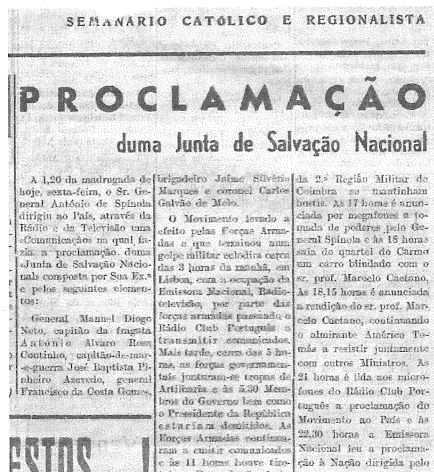 SEMANARIO CATÓLICO E REGIONALISTA
PROCLAMAÇÃO
duma Junta de Salvação Nacional
A 1,20 da madrugada de
hoje, sexta-feira, o Sr. Ge-
neral António de Spínola
dirigiu ao País, através da
Rádio e da Televisão uma
«Comunicação» na qual fa-
zia a proclamação, duma
«Junta de Salvação Nacio-
nal» composta por Sua Ex.ª
e pelos seguintes elemen-
tos:
General Manuel Diogo
Neto, capitão da fragata
António Alvaro Rosa
Coutinho, capitão-de-mar-
e-guerra José Baptista Pi-
nheiro Azevedo, general
Francisco da Costa Gomes,
brigadeiro Jaime Silvério
Marques e coronel Carlos
Galvão de Melo.
O Movimento levado a
efeito pelas Forças Arma-
das e que terminou num
golpe militar eclodira cerca
das 3 horas da manhã, em
Lisboa, com a ocupação da
Emissora Nacional, Rádio-
televisão, por parte das
forças armadas passando o
Rádio Club Português a
transmitir comunicados.
Mais tarde, cerca das 5 ho-
ras, as forças governamen-
tais juntaram-se tropas de
Artilharia e às 5,30 Mem-
bros do Governo bem como
o Presidente da República
estariam demitidos. As
Forças Armadas continua-
ram a emitir comunicados
e às 11 horas houve tiro-
da 2.ª Região Militar de
Coimbra se mantinham
hostis. As 17 horas é anun-
ciada por megafones a to-
mada de poderes pelo Ge-
neral Spínola e às 18 horas
saía do quartel do Carmo
um carro blindado com o
sr. prof. Marcelo Caetano.
As 18,15 horas é anunciada
a rendição do sr. prof. Mar-
celo Caetano, continuando
o almirante Américo To-
más a resistir juntamente
com outros Ministros. As
21 horas é lida aos micro-
fones do Rádio Club Por-
tuguês a proclamação do
Movimento ao País e às
22,30 horas a Emissora
Nacional leu a proclama-
ção à Nação dirigida pelo